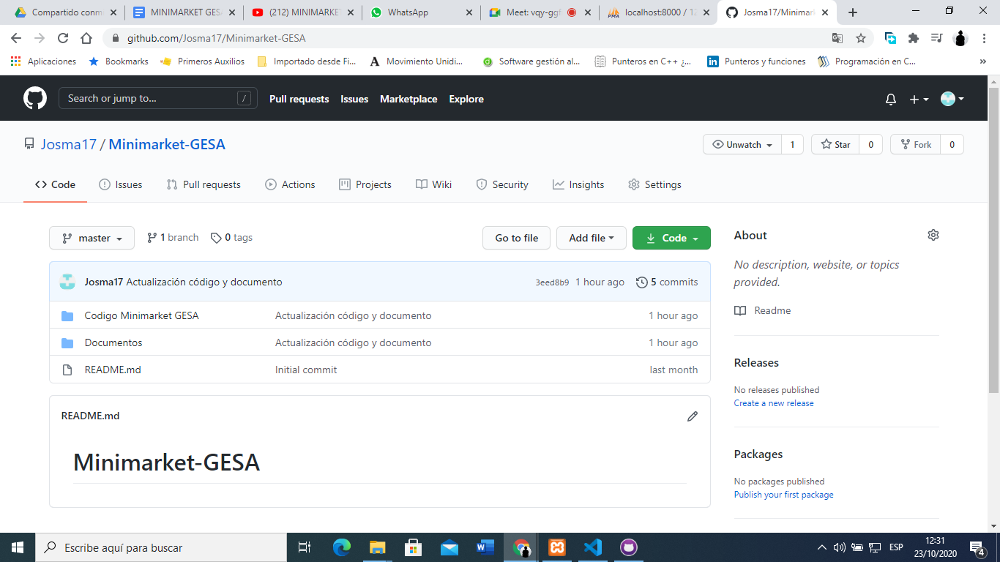 Compartido conm
MINIMARKET GESA
(212) MINIMARKET
WhatsApp
Meet: vqy-ggf
localhost:8000 / 12
Josma17/Minimark
github.com/Josma17/Minimarket-GESA
Aplicaciones
Bookmarks
Primeros Auxilios
Importado desde Fi...
Movimiento Unidi...
Software gestión al...
Punteros en C++ ¿...
Punteros y funciones
Programación en C...
»
Search or jump to...
/
Pull requests
Issues
Marketplace
Explore
Josma17 / Minimarket-GESA
Unwatch
1
Star
0
Fork
0
Code
Issues
Pull requests
Actions
Projects
Wiki
Security
Insights
Settings
master
1 branch
0 tags
Go to file
Add file
Code
Josma17 Actualización código y documento
3eed8b9
1 hour ago
5 commits
Codigo Minimarket GESA
Actualización código y documento
1 hour ago
Documentos
Actualización código y documento
1 hour ago
README.md
Initial commit
last month
README.md
Minimarket-GESA
About
No description, website, or topics
provided.
Readme
Releases
No releases published
Create a new release
Packages
No packages published
Publish your first package
Escribe aquí para buscar
ESP
12:31
23/10/2020
4